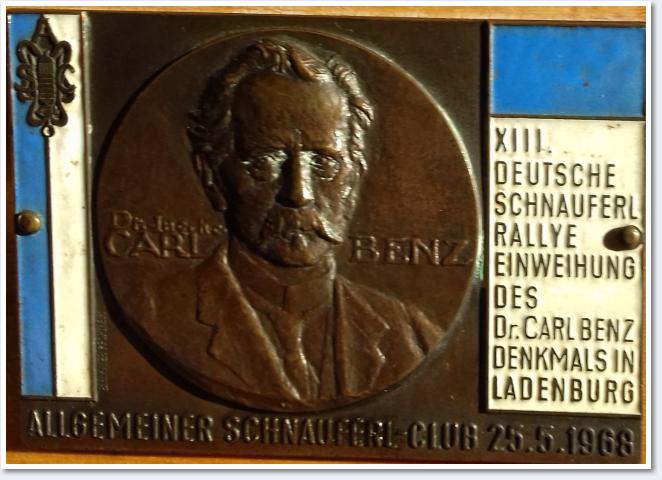 ASC
Dr. Ing. h.c.
CARL BENZ
XIII.
DEUTSCHE
SCHNAUFERL
RALLYE
EINWEIHUNG
DES
Dr. CARL BENZ
DENKMALS IN
LADENBURG
ALLGEMEINER SCHNAUFERL-CLUB 25.5.1968